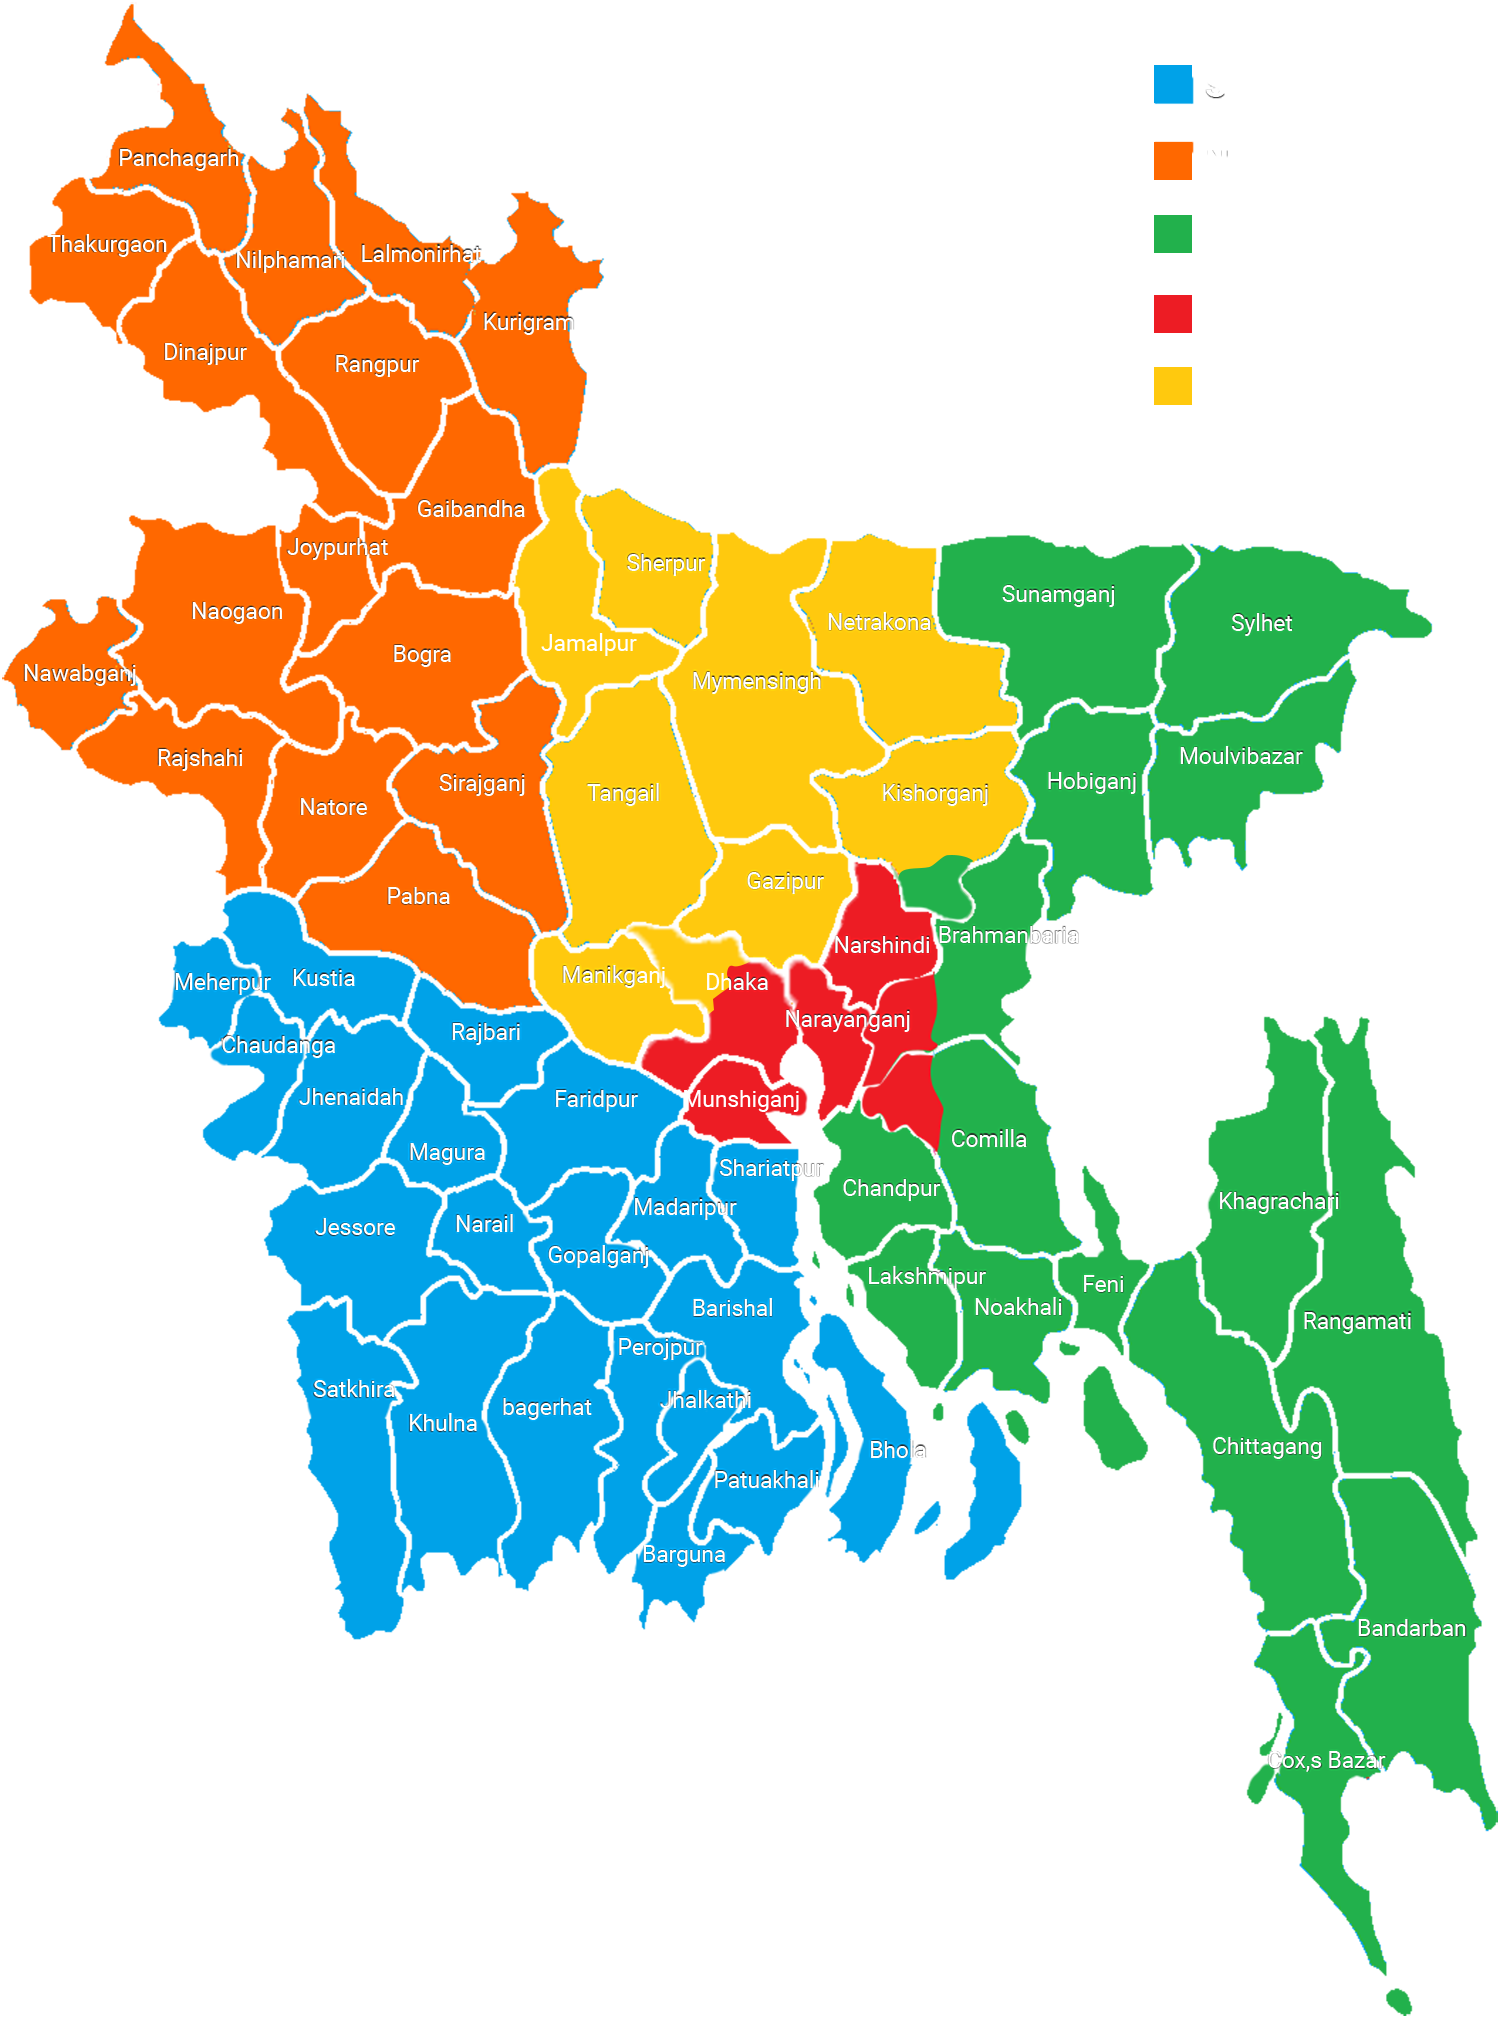 Panchagarh
Thakurgaon
Nilphamari
Lalmonirhat
Kurigram
Dinajpur
Rangpur
Gaibandha
Joypurhat
Sherpur
Naogaon
Sunamganj
Netrakona
Sylhet
Jamalpur
Bogra
Nawabganj
Mymensingh
Rajshahi
Moulvibazar
Sirajganj
Hobiganj
Natore
Tangail
Kishorganj
Pabna
Gazipur
Brahmanbaria
Narshindi
Meherpur
Kustia
Manikganj
Dhaka
Rajbari
Narayanganj
Chaudanga
Jhenaidah
Faridpur
Munshiganj
Magura
Comilla
Shariatpur
Chandpur
Khagrachari
Madaripur
Jessore
Narail
Gopalganj
Lakshmipur
Feni
Barishal
Noakhali
Rangamati
Perojpur
Satkhira
Jhalkathi
bagerhat
Khulna
Bhola
Chittagang
Patuakhali
Barguna
Bandarban
Cox,s Bazar